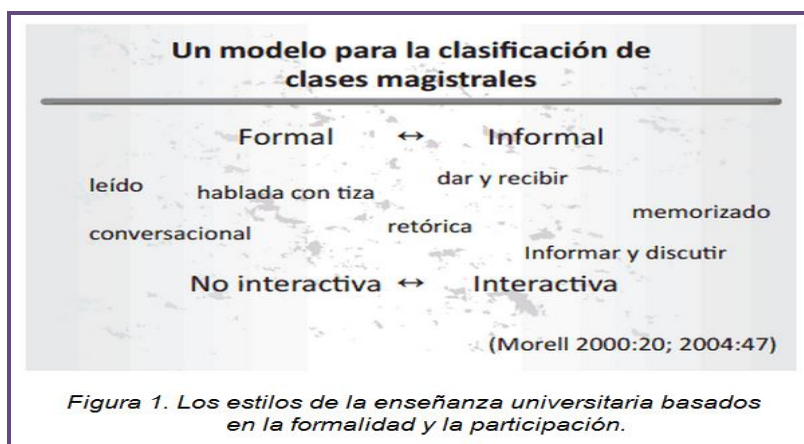 Un modelo para la clasificación de
clases magistrales
Formal ↔ Informal
leído
hablada con tiza
dar y recibir
memorizado
conversacional
retórica
Informar y discutir
No interactiva ↔ Interactiva
(Morell 2000:20; 2004:47)
Figura 1. Los estilos de la enseñanza universitaria basados
en la formalidad y la participación.